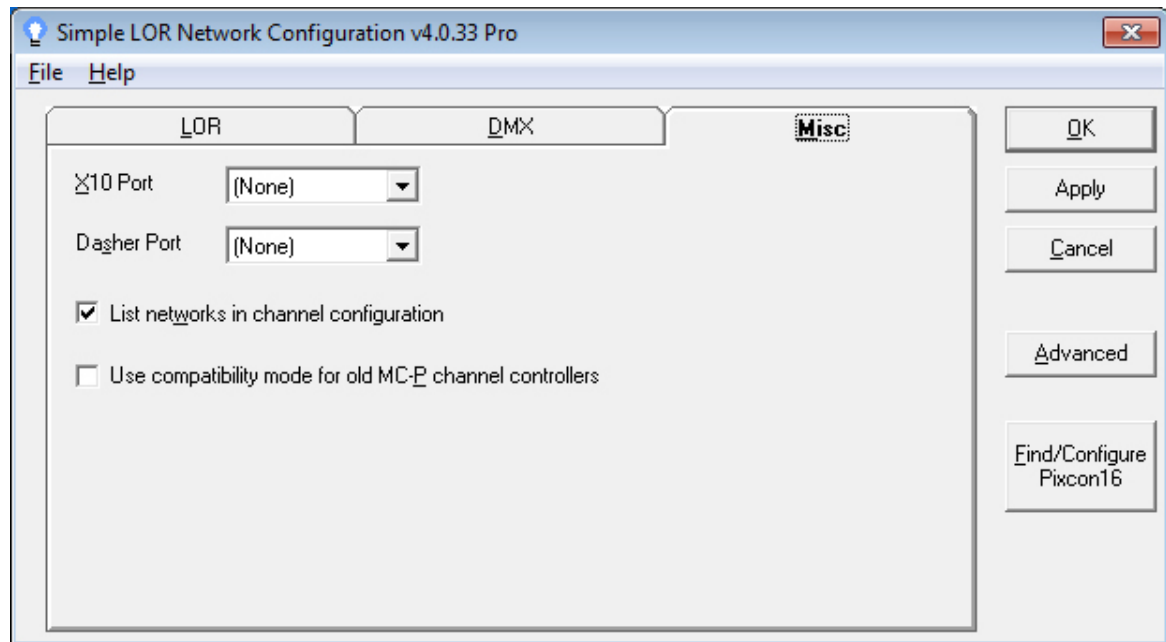 Simple LOR Network Configuration v4.0.33 Pro
File Help
LOR DMX Misc
X10 Port (None)
Dasher Port (None)
List networks in channel configuration
Use compatibility mode for old MC-P channel controllers
OK
Apply
Cancel
Advanced
Find/Configure
Pixcon16